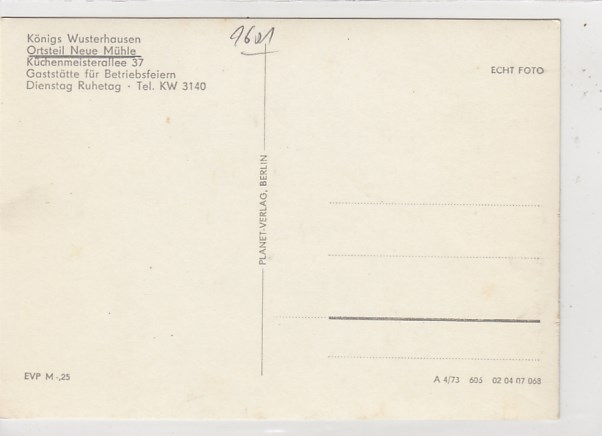 Königs Wusterhausen
Ortsteil Neue Mühle
Küchenmeisterallee 37
Gaststätte für Betriebsfeiern
Dienstag Ruhetag · Tel. KW 3140
1601
ECHT FOTO
PLANET-VERLAG, BERLIN
EVP M -,25
A 4/73 605 02 04 07 068